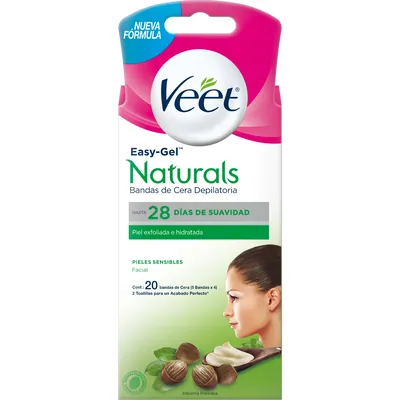 NUEVA
FÓRMULA
Veet
Easy-Gel™
Naturals
Bandas de Cera Depilatoria
HASTA 28 DÍAS DE SUAVIDAD
Piel exfoliada e hidratada
PIELES SENSIBLES
Facial
Cont.: 20 bandas de Cera (5 Bandas x 4)
2 Toallitas para un Acabado Perfecto*